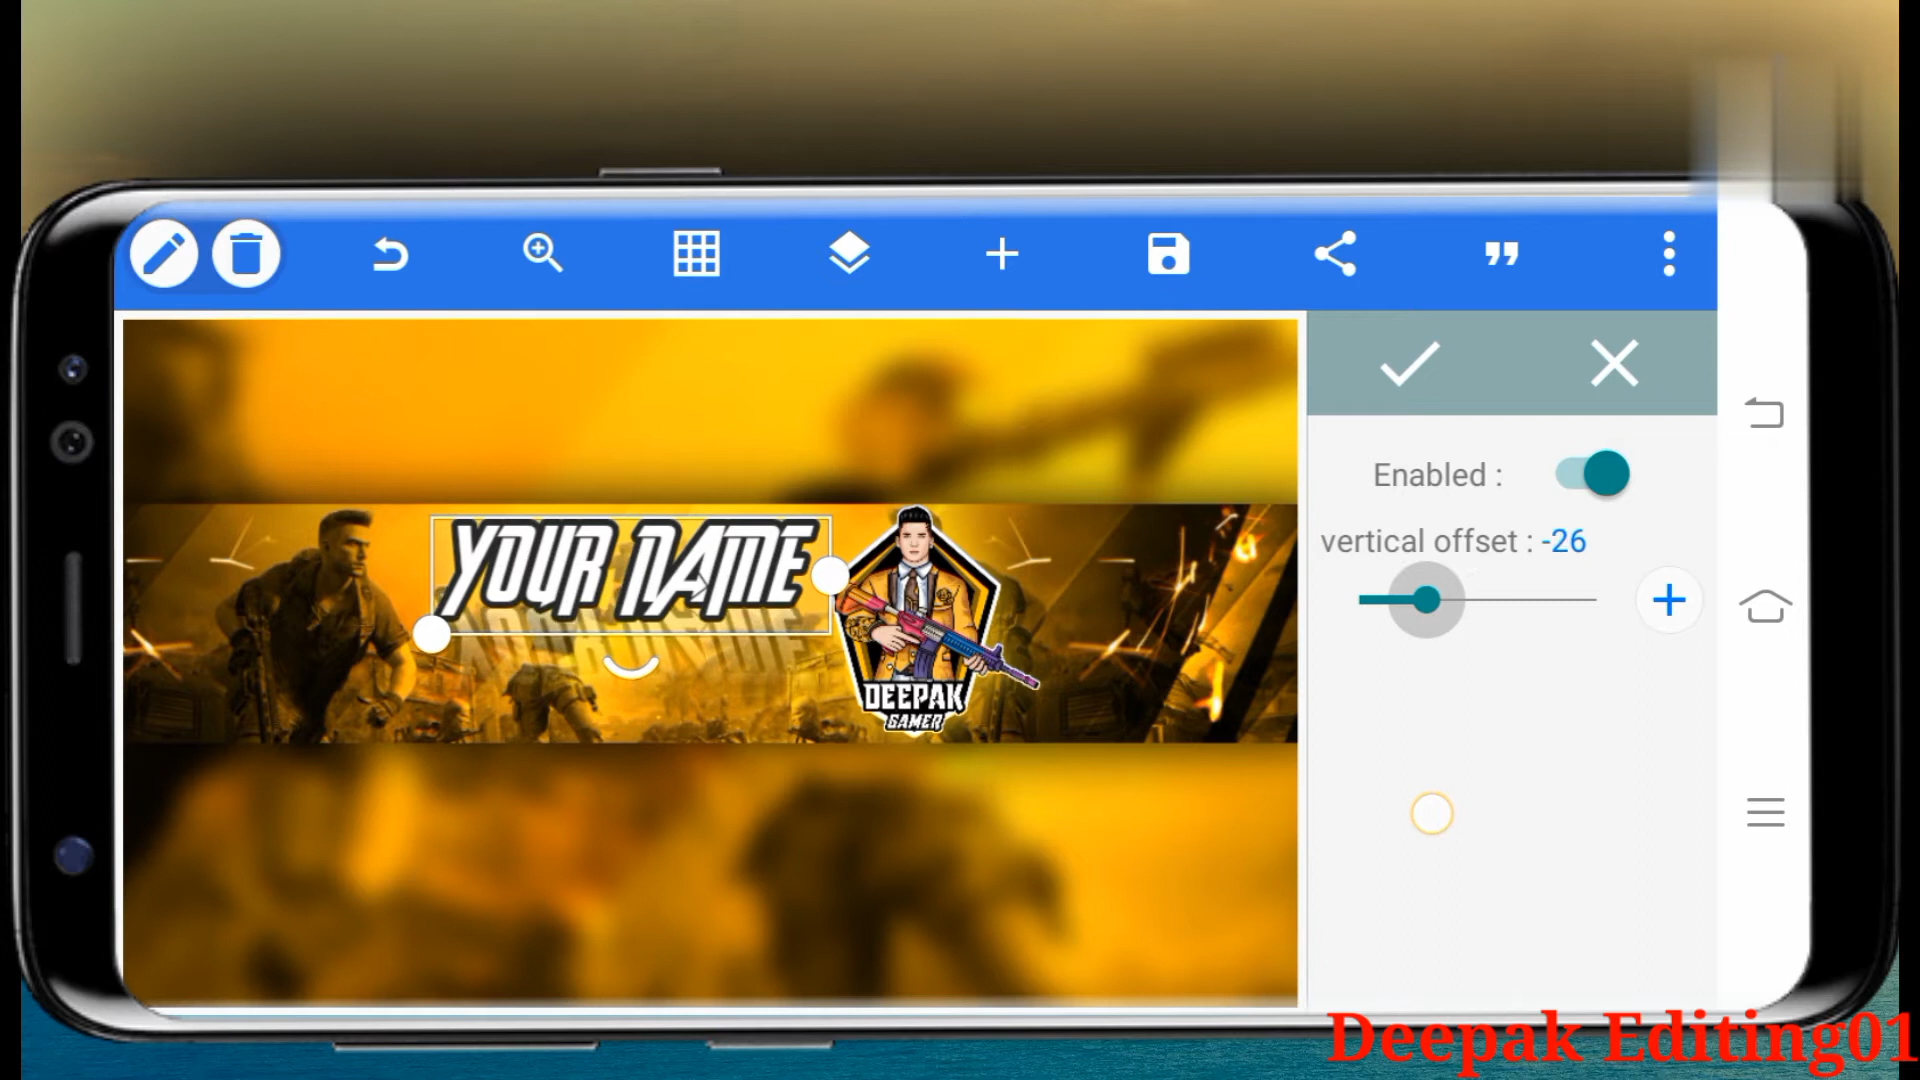 Enabled :
vertical offset : -26
YOUR NAME
DEEPAK
GAMER
Deepak Editing01